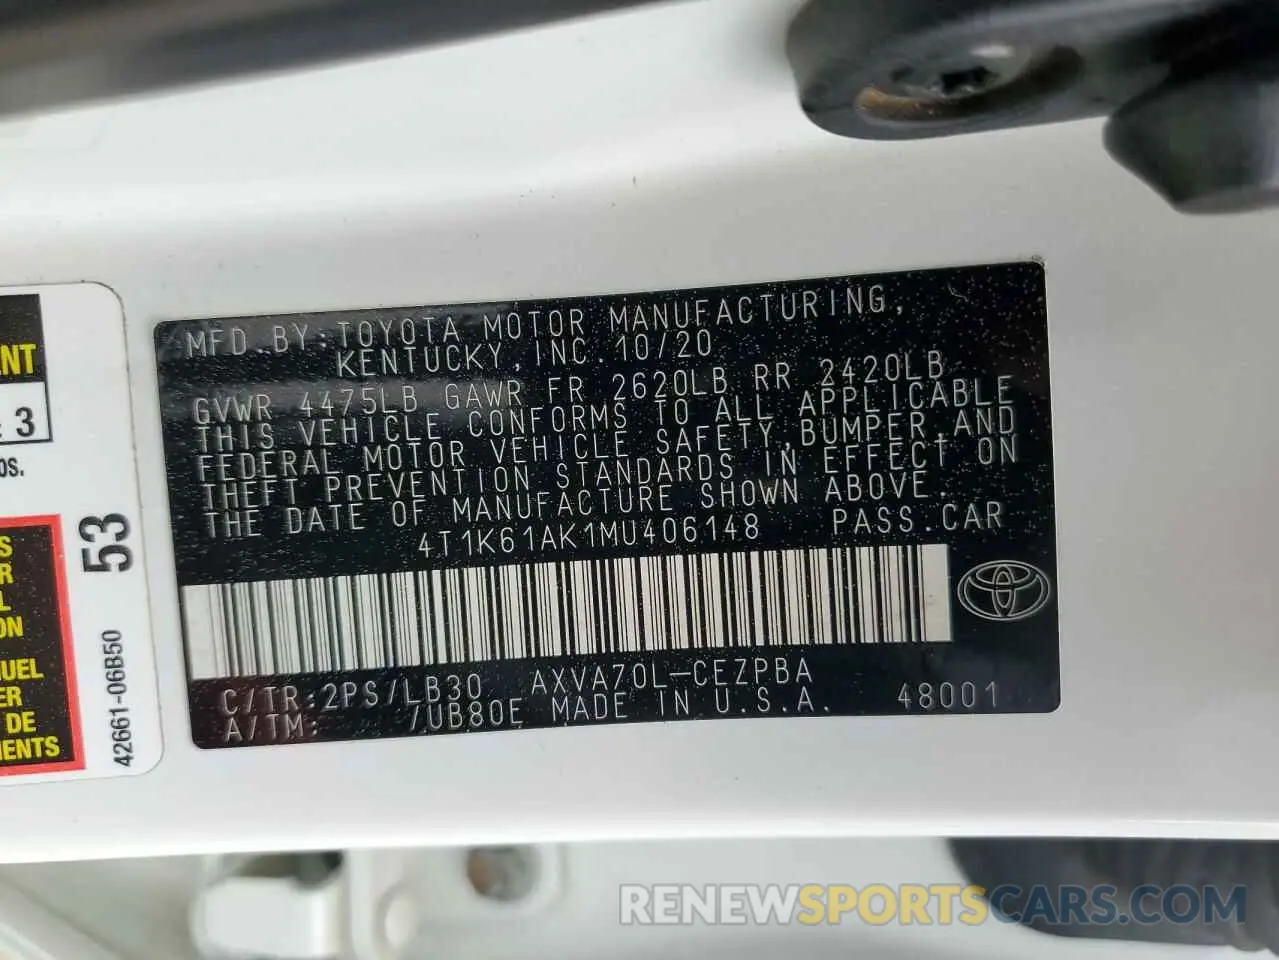 MFD.BY:TOYOTA MOTOR MANUFACTURING,
KENTUCKY, INC. 10/20
GVWR 4475LB GAWR FR 2620LB RR 2420LB
THIS VEHICLE CONFORMS TO ALL APPLICABLE
FEDERAL MOTOR VEHICLE SAFETY,BUMPER,AND
THEFT PREVENTION STANDARDS IN EFFECT ON
THE DATE OF MANUFACTURE SHOWN ABOVE.
4T1K61AK1MU406148 PASS.CAR
C/TR:2PS/LB30 AXVA70L-CEZPBA
A/TM: /UB80E MADE IN U.S.A. 48001
3
53
42661-06B50
UEL
DE
RENEWSPORTSCARS.COM